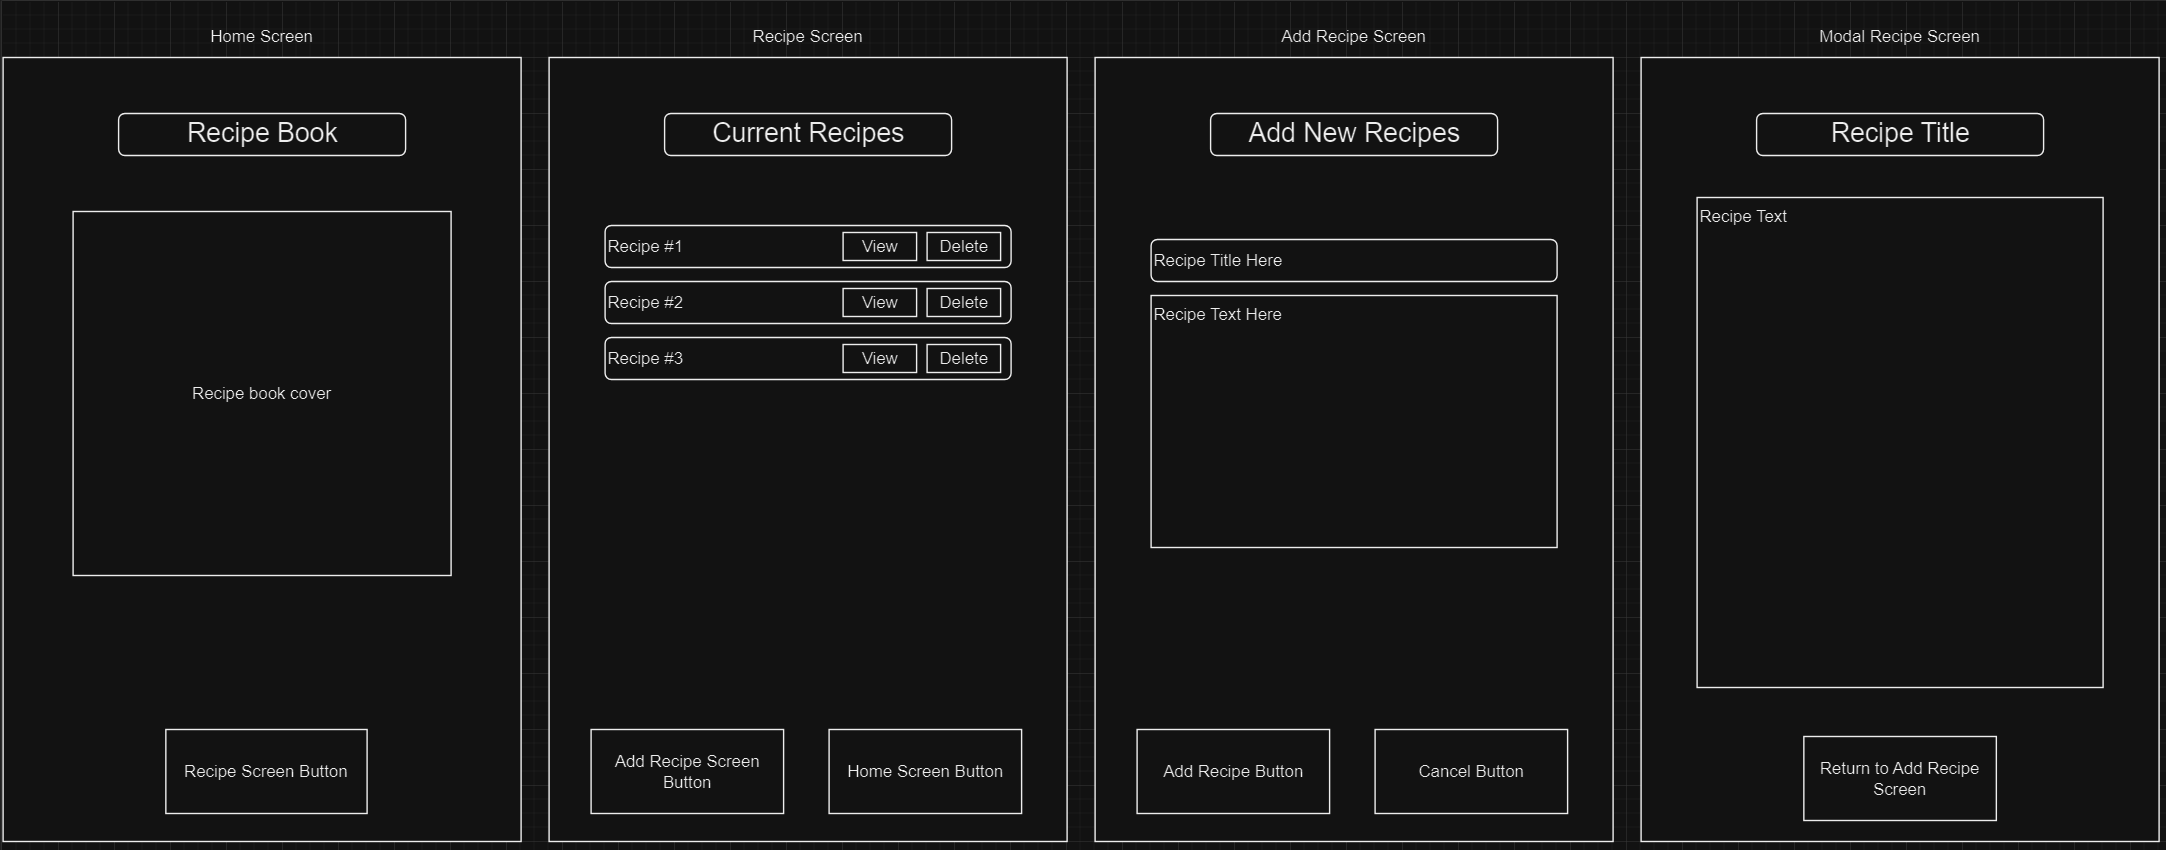 Home Screen
Recipe Book
Recipe book cover
Recipe Screen Button
Recipe Screen
Current Recipes
Recipe #1 View Delete
Recipe #2 View Delete
Recipe #3 View Delete
Add Recipe Screen
Button
Home Screen Button
Add Recipe Screen
Add New Recipes
Recipe Title Here
Recipe Text Here
Add Recipe Button
Cancel Button
Modal Recipe Screen
Recipe Title
Recipe Text
Return to Add Recipe
Screen